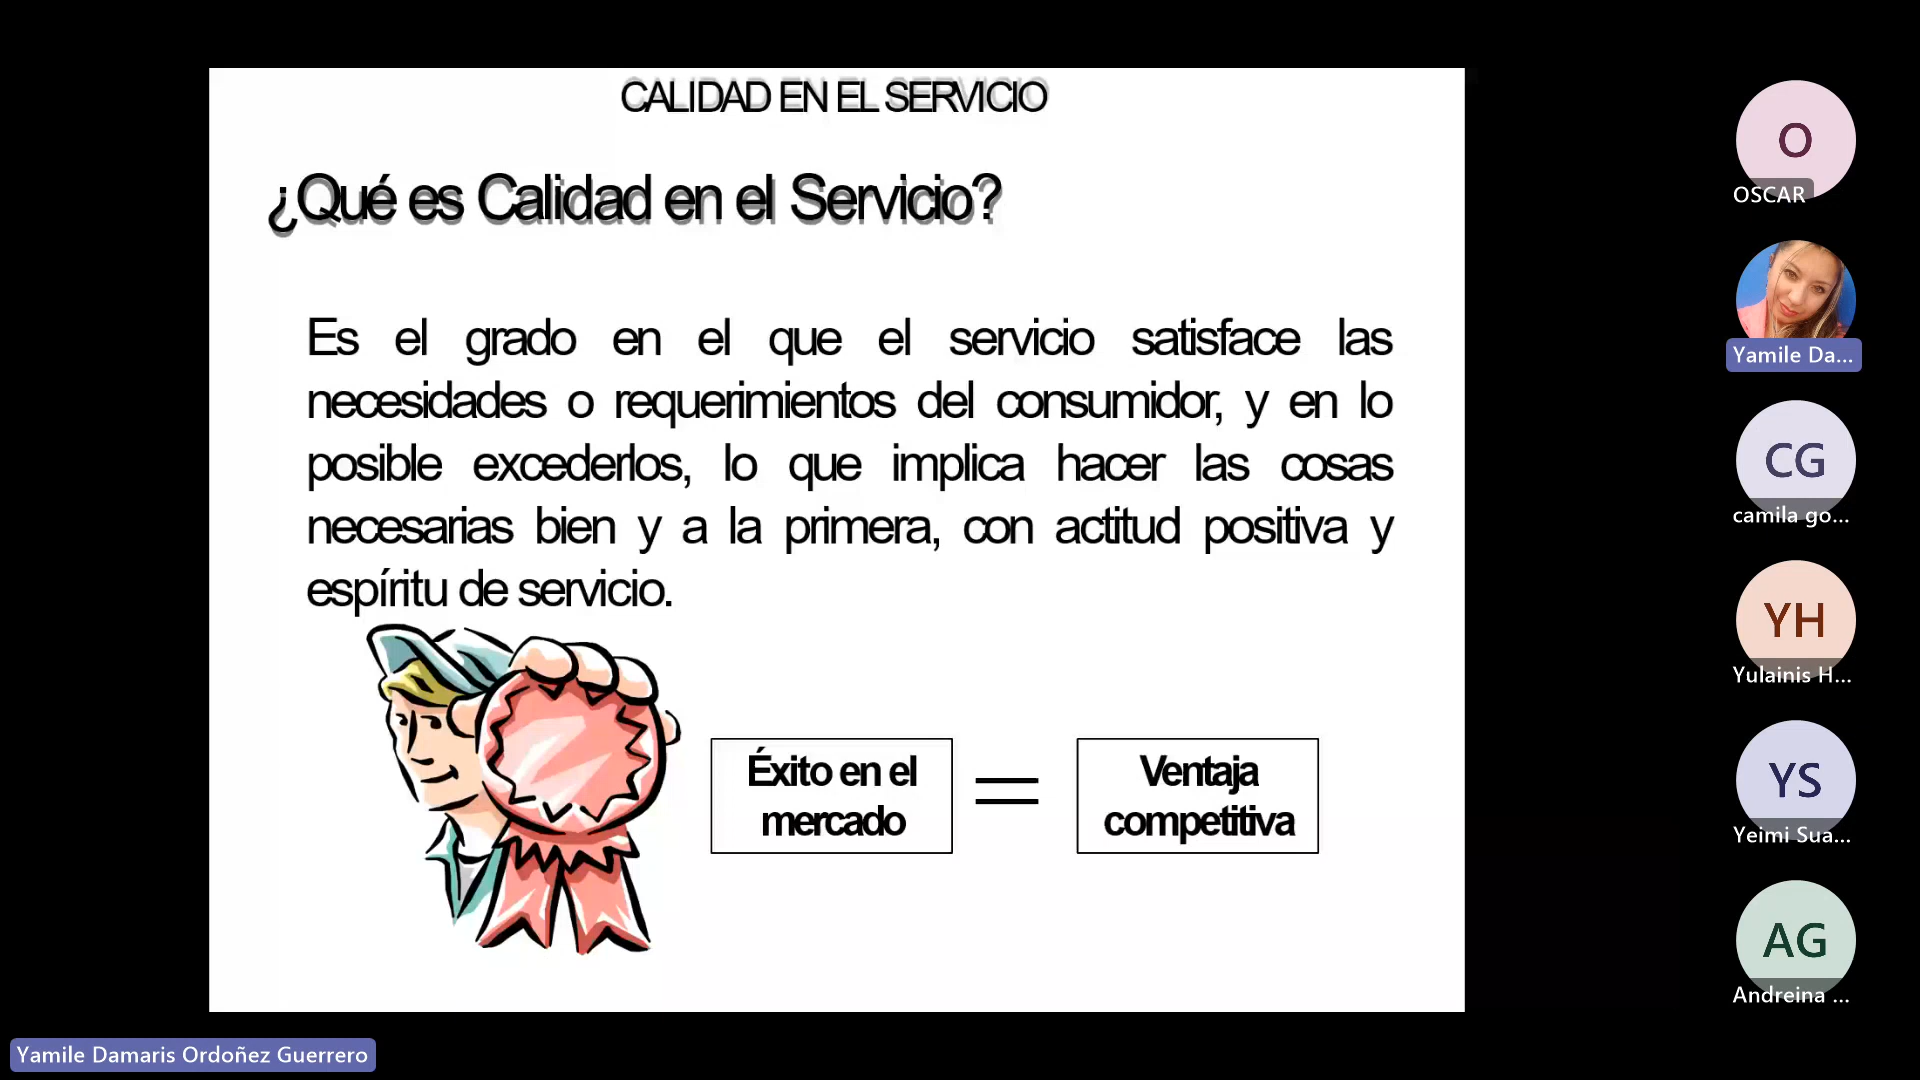 CALIDAD EN EL SERVICIO
¿Qué es Calidad en el Servicio?
Es el grado en el que el servicio satisface las
necesidades o requerimientos del consumidor, y en lo
posible excederlos, lo que implica hacer las cosas
necesarias bien y a la primera, con actitud positiva y
espíritu de servicio.
Éxito en el
mercado
=
Ventaja
competitiva
O
OSCAR
Yamile Da...
CG
camila go...
YH
Yulainis H...
YS
Yeimi Sua...
AG
Andreina ...
Yamile Damaris Ordoñez Guerrero